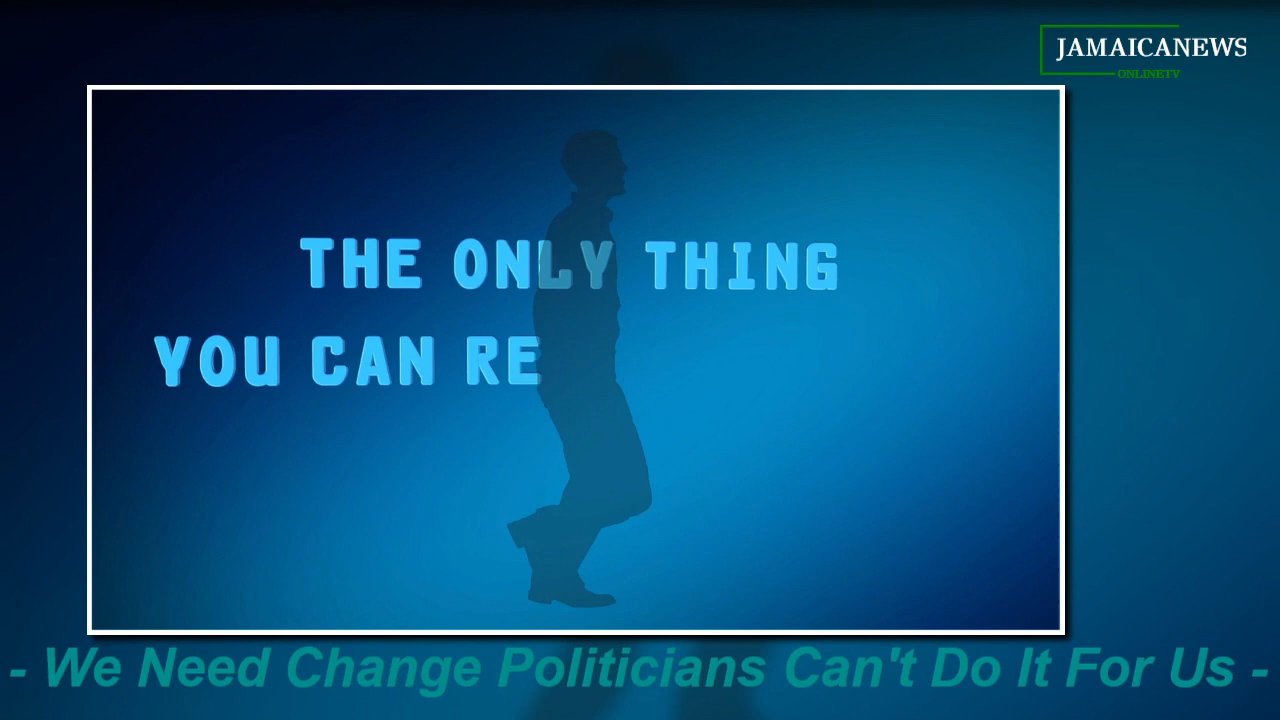 JAMAICANEWS
ONLINETV
THE ONLY THING
YOU CAN RE
- We Need Change Politicians Can't Do It For Us -